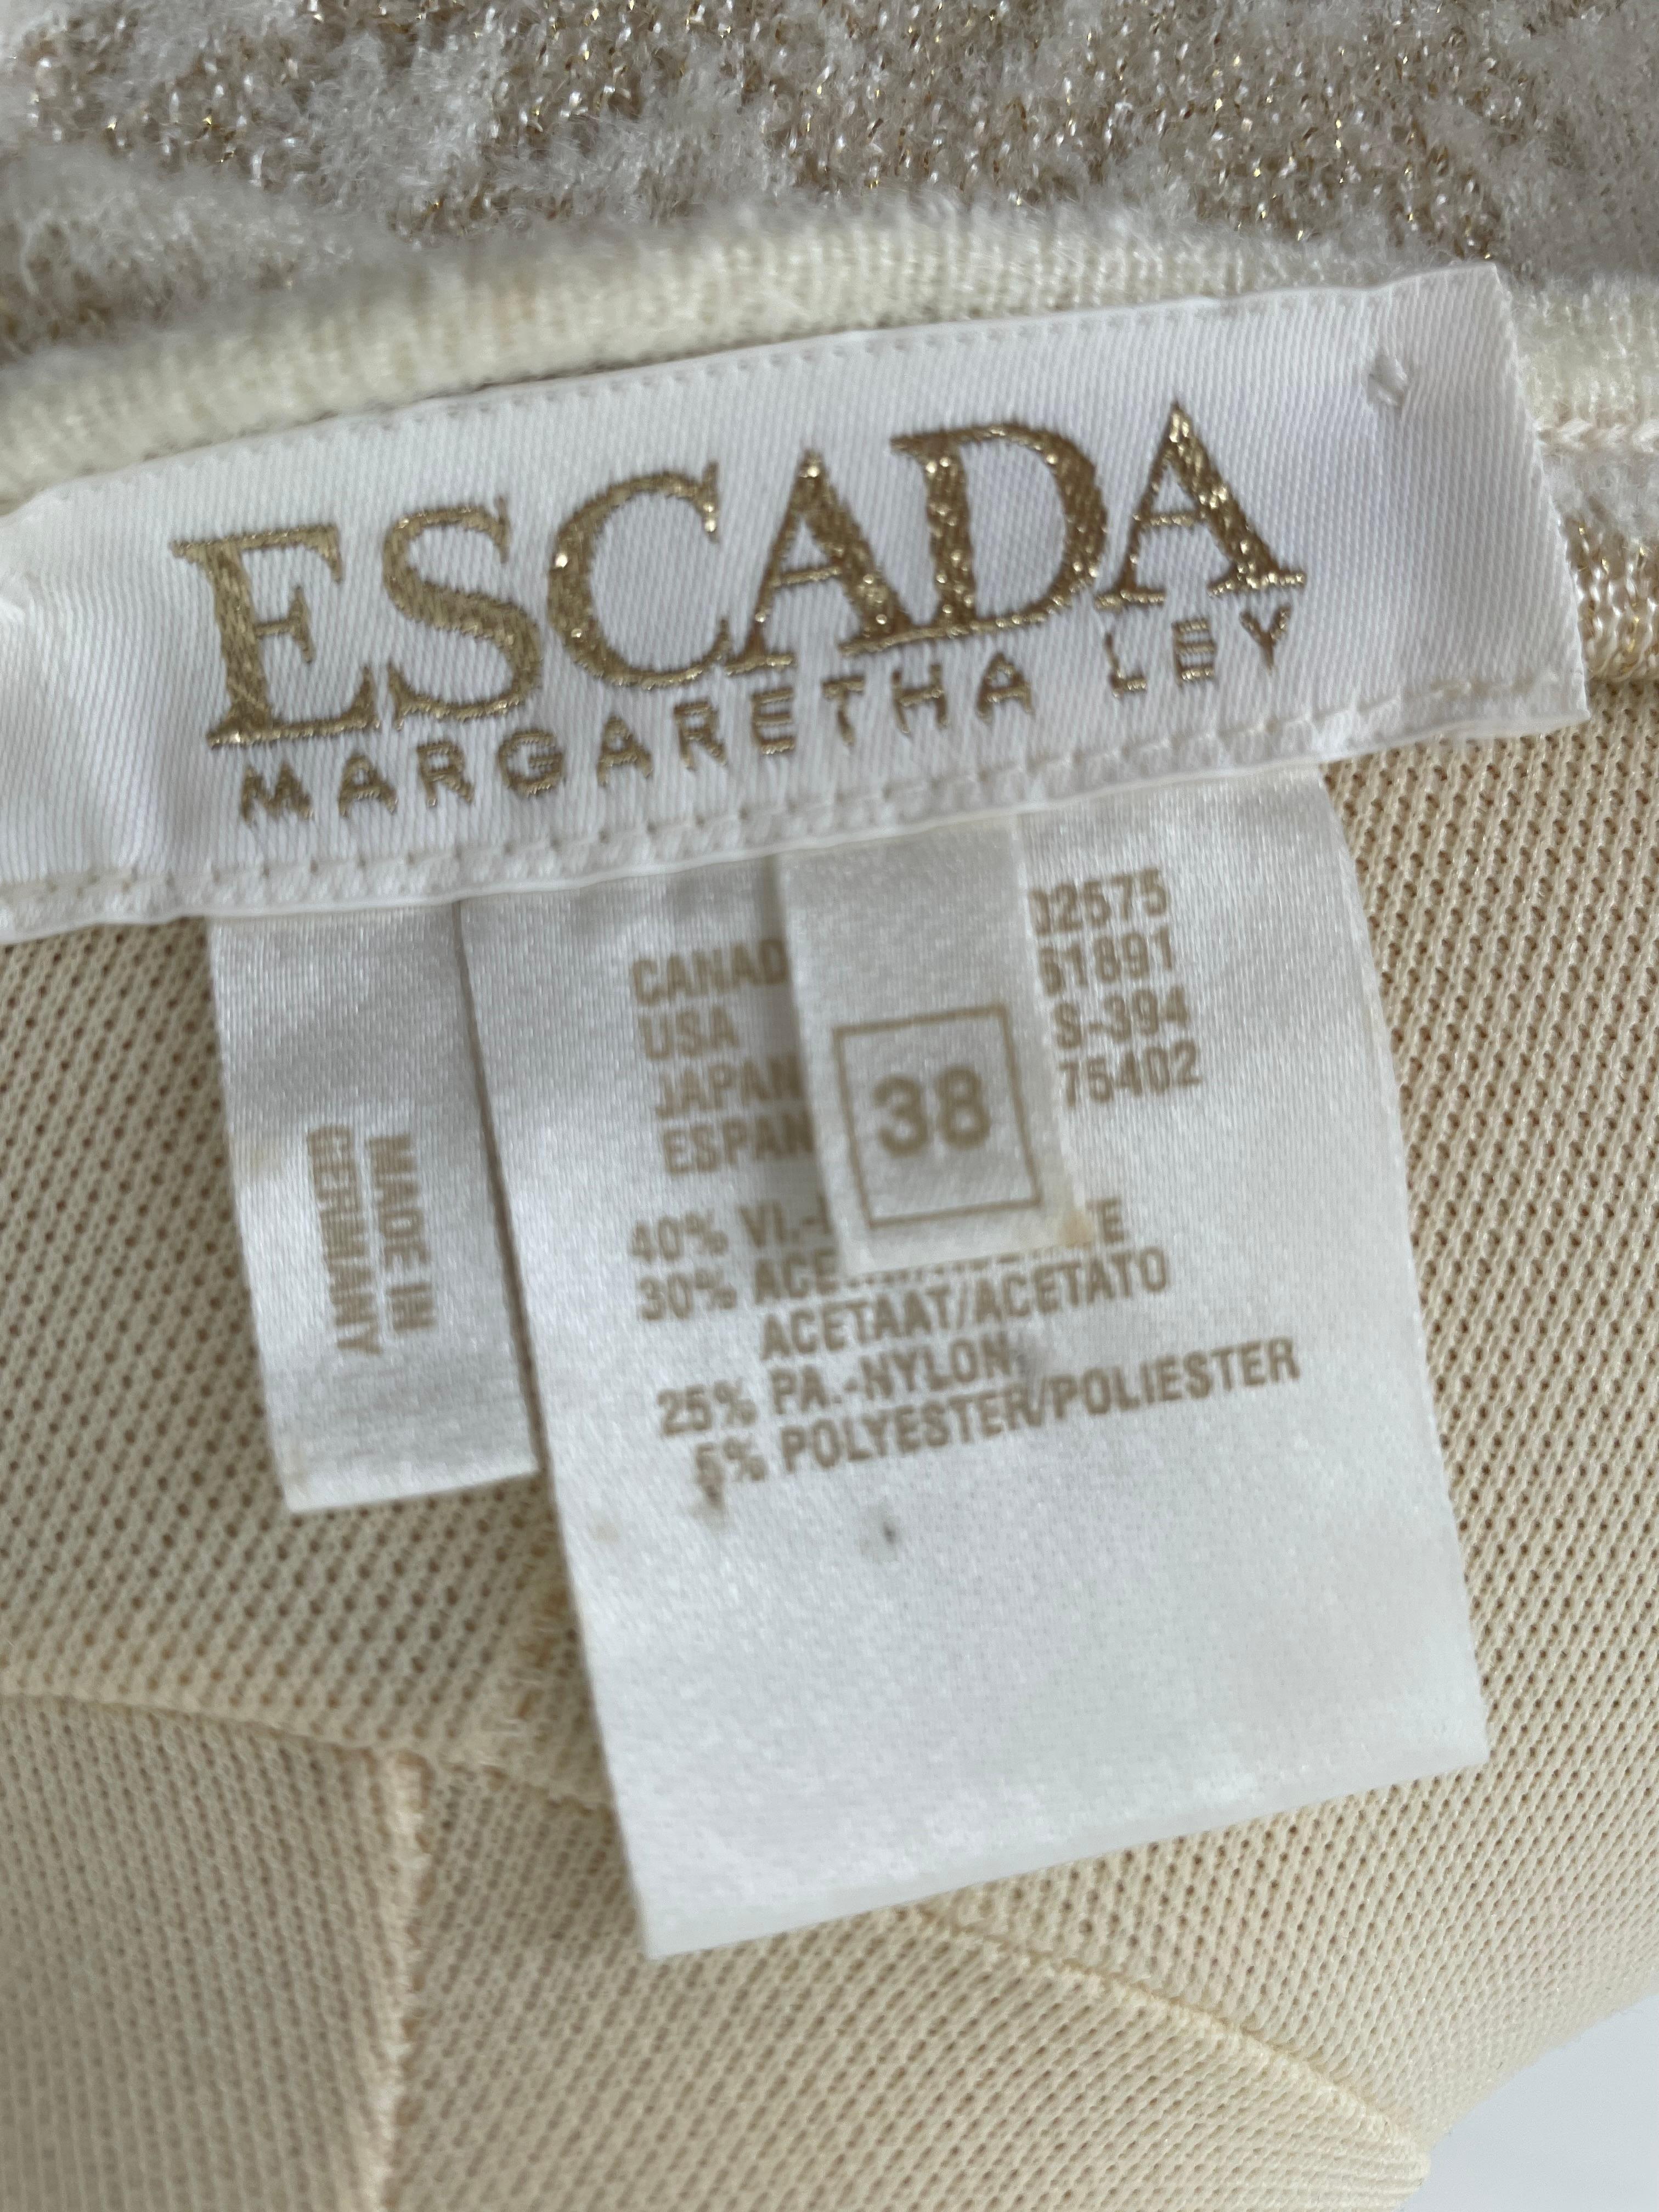 ESCADA
MARGARETHA LEY
MADE IN
GERMANY
38
CANAD
02575
USA
61891
JAPAN
S-394
ESPAN
75402
40% VI.-
30% ACE
ACETAAT/ACETATO
25% PA.-NYLON
5% POLYESTER/POLIESTER